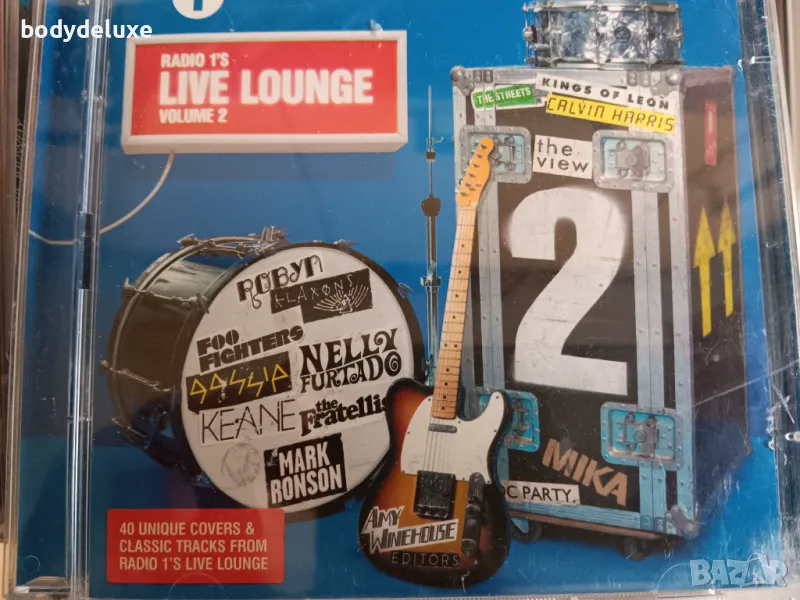 bodydeluxe
RADIO 1'S
LIVE LOUNGE
VOLUME 2
THE STREETS
KINGS OF LEON
CALVIN HARRIS
the
view
2
ROBYN
KLAXONS
FOO
FIGHTERS
gossip
NELLY
FURTADO
KEANE
the
Fratellis
MARK
RONSON
MIKA
OC PARTY.
AMY
WINEHOUSE
EDITORS
40 UNIQUE COVERS &
CLASSIC TRACKS FROM
RADIO 1'S LIVE LOUNGE
BAZAR